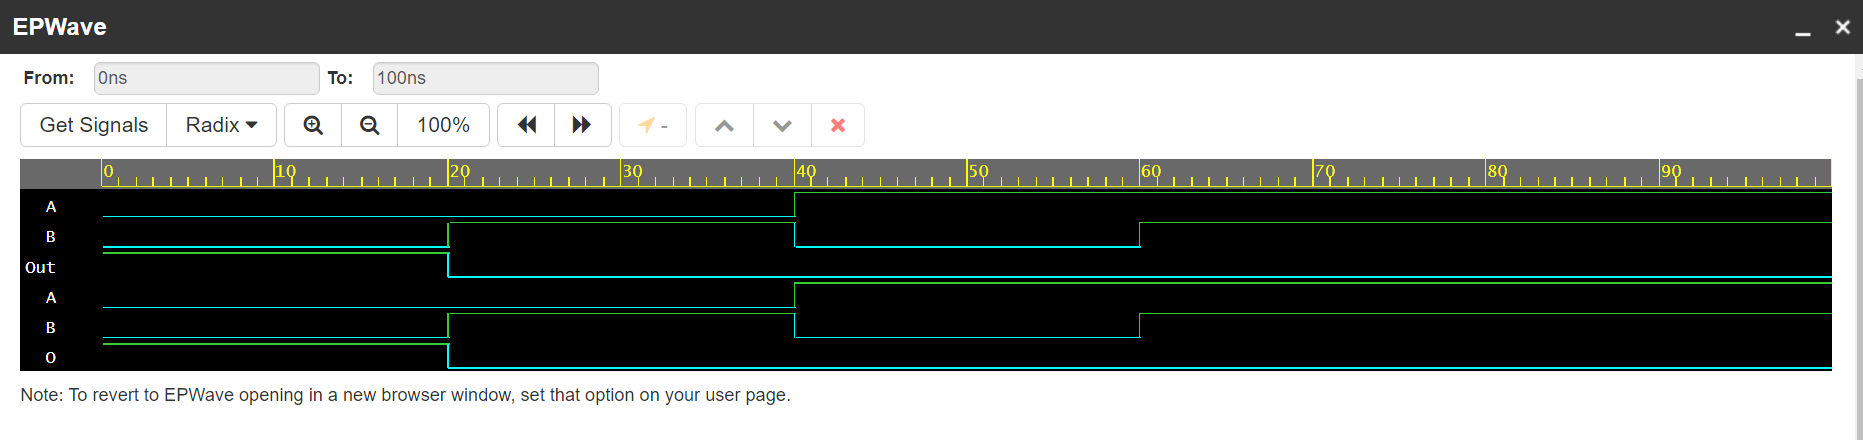 EPWave
From: 0ns To: 100ns
Get Signals Radix 100% -
0 10 20 30 40 50 60 70 80 90
A
B
Out
A
B
O
Note: To revert to EPWave opening in a new browser window, set that option on your user page.